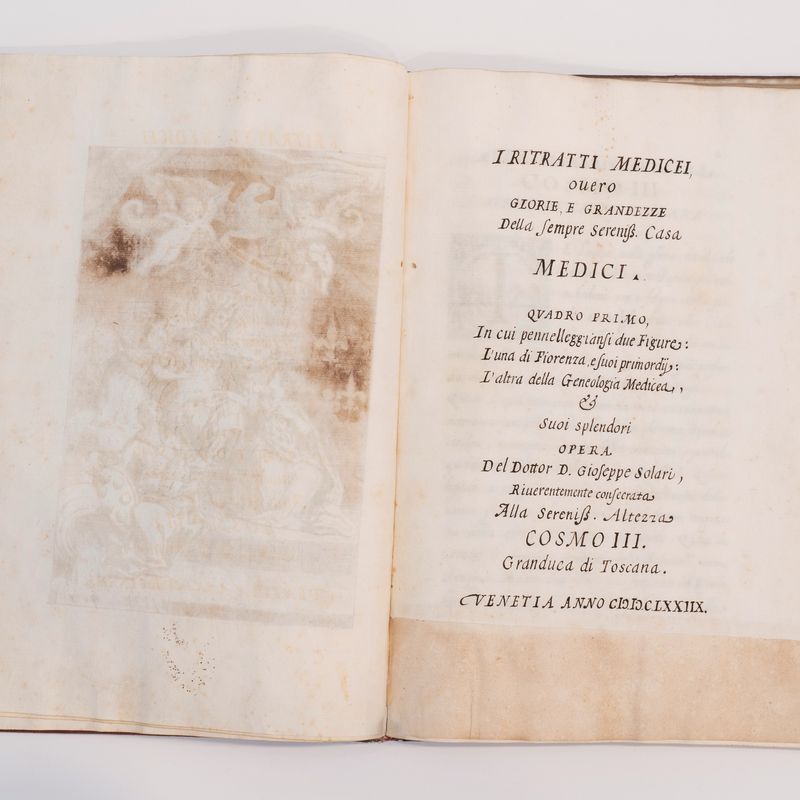 I RITRATTI MEDICEI,
ouero
GLORIE, E GRANDEZZE
Della ſempre Sereniß. Casa
MEDICI.
QVADRO PRIMO,
In cui pennelleggianſi due Figure:
L'una di Fiorenza, e ſuoi primordij:
L'altra della Geneologia Medicea,
&
Suoi splendori
OPERA
Del Dottor D. Gioſeppe Solari,
Riuerentemente conſecrata
Alla Sereniß. Altezza
COSMO III.
Granduca di Toscana.
VENETIA ANNO CIↃIↃCLXXIIX.